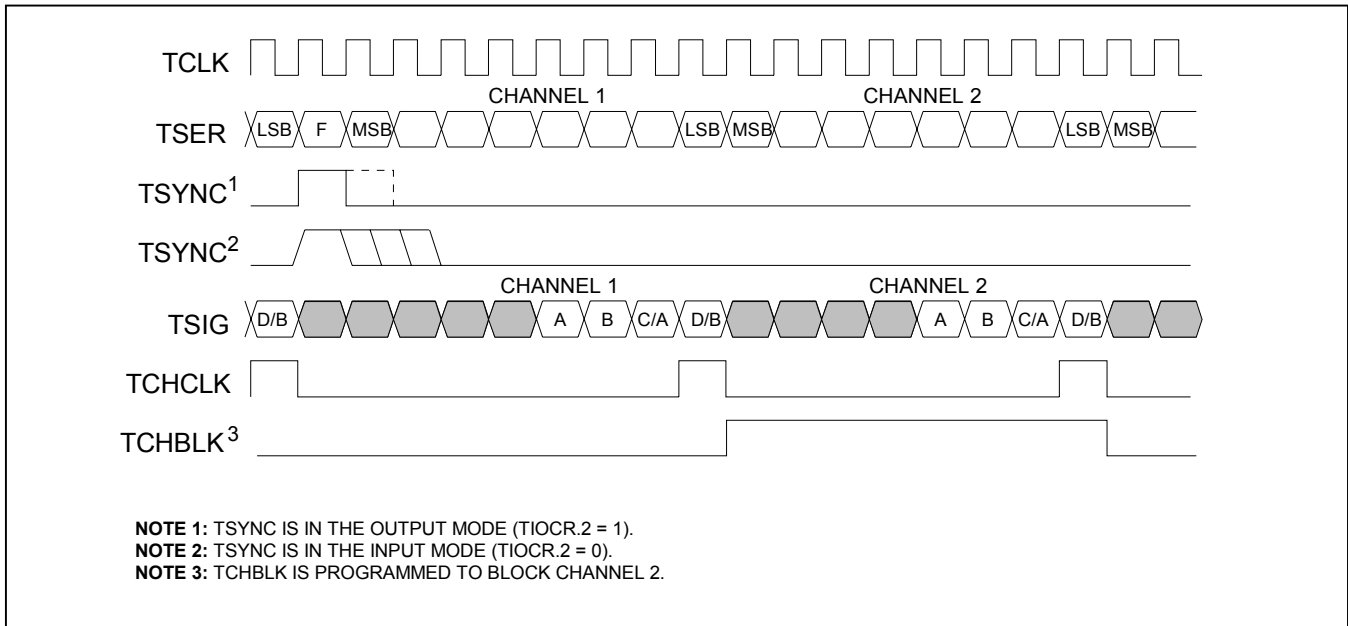 TCLK
CHANNEL 1 CHANNEL 2
TSER LSB F MSB LSB MSB LSB MSB
TSYNC¹
TSYNC²
CHANNEL 1 CHANNEL 2
TSIG D/B A B C/A D/B A B C/A D/B
TCHCLK
TCHBLK³
NOTE 1: TSYNC IS IN THE OUTPUT MODE (TIOCR.2 = 1).
NOTE 2: TSYNC IS IN THE INPUT MODE (TIOCR.2 = 0).
NOTE 3: TCHBLK IS PROGRAMMED TO BLOCK CHANNEL 2.